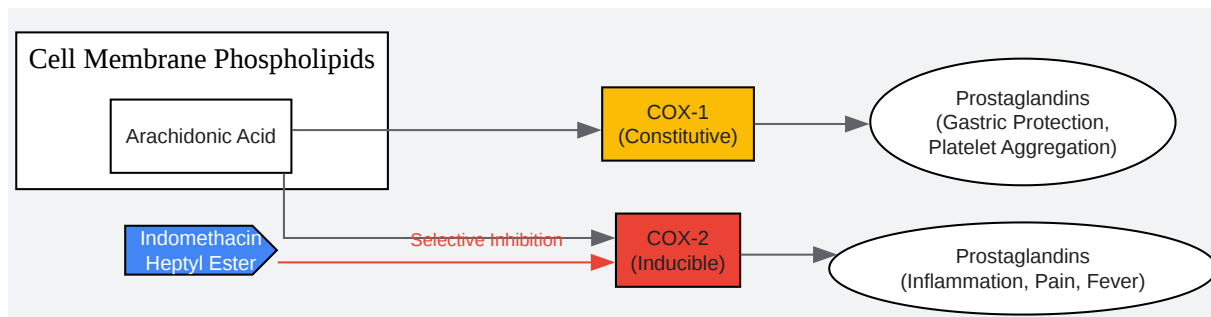 Cell Membrane Phospholipids
Arachidonic Acid
COX-1
(Constitutive)
Prostaglandins
(Gastric Protection,
Platelet Aggregation)
Indomethacin
Heptyl Ester
Selective Inhibition
COX-2
(Inducible)
Prostaglandins
(Inflammation, Pain, Fever)